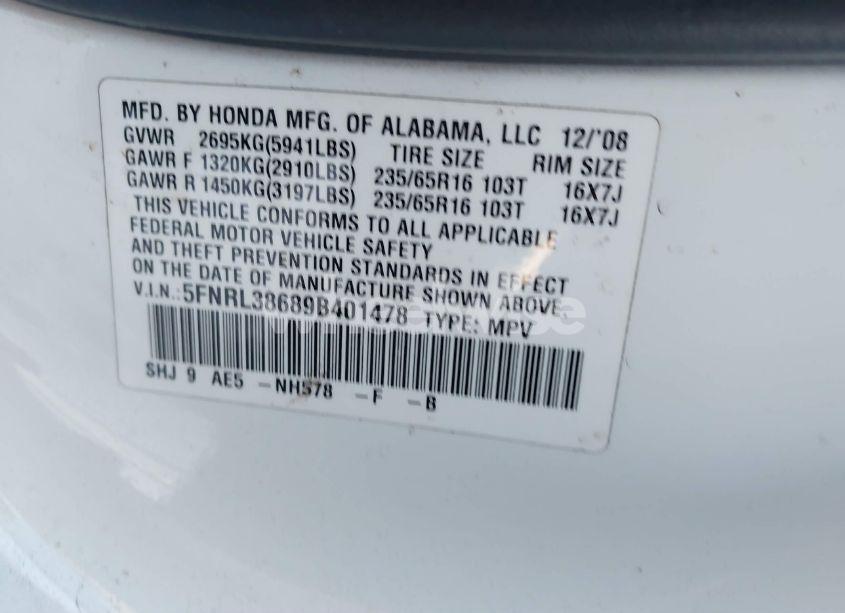 MFD. BY HONDA MFG. OF ALABAMA, LLC 12/'08
GVWR 2695KG(5941LBS) TIRE SIZE RIM SIZE
GAWR F 1320KG(2910LBS) 235/65R16 103T 16X7J
GAWR R 1450KG(3197LBS) 235/65R16 103T 16X7J
THIS VEHICLE CONFORMS TO ALL APPLICABLE
FEDERAL MOTOR VEHICLE SAFETY
AND THEFT PREVENTION STANDARDS IN EFFECT
ON THE DATE OF MANUFACTURE SHOWN ABOVE.
V.I.N.:5FNRL38689B401478 TYPE: MPV
SHJ 9 AE5 -NH578 -F -B